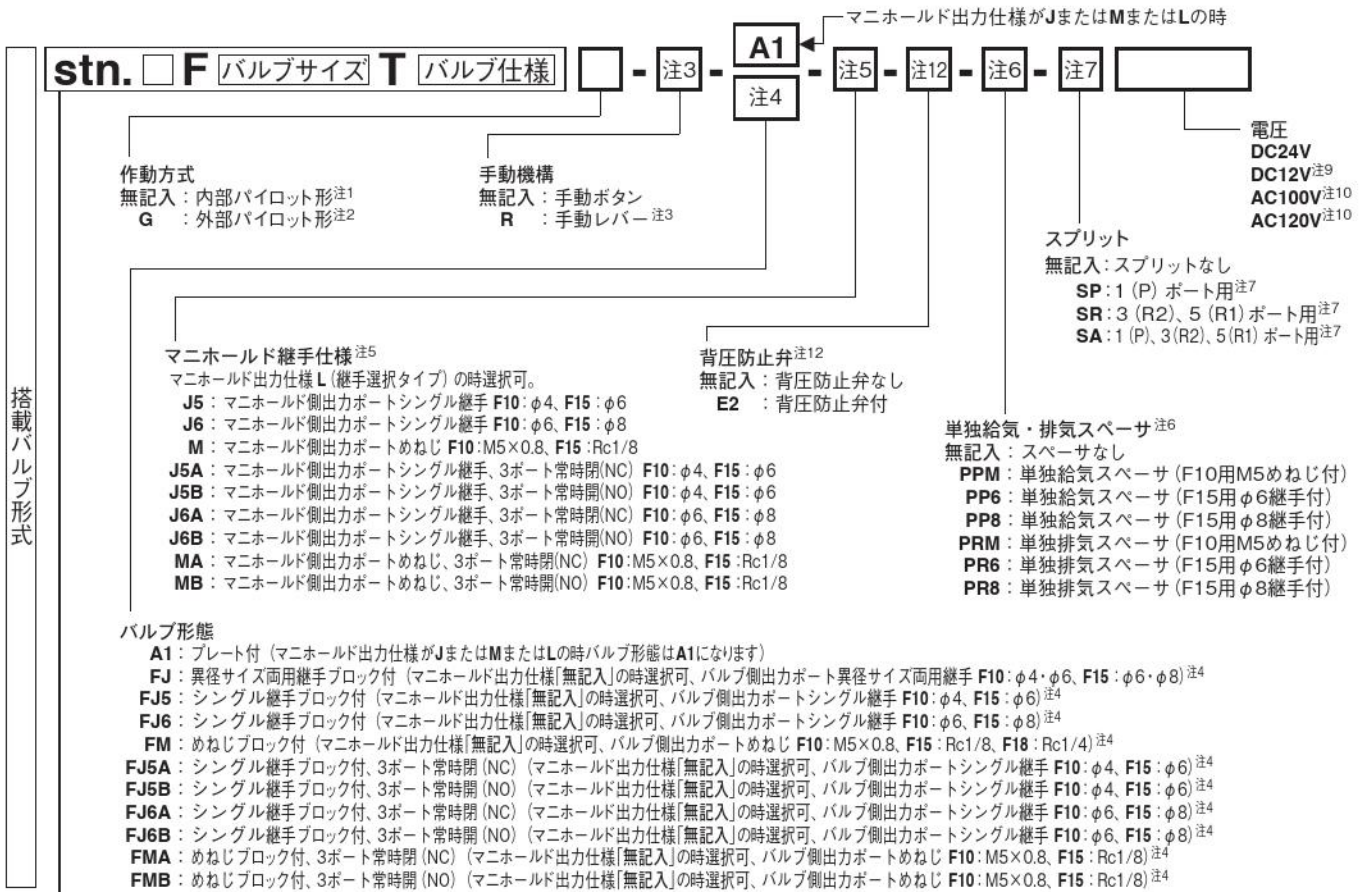 マニホールド出力仕様がJまたはMまたはLの時
stn. □ F バルブサイズ T バルブ仕様 □ - 注3 - A1 - 注5 - 注12 - 注6 - 注7
注4
電圧
DC24V
DC12V注9
AC100V注10
AC120V注10
作動方式
無記入：内部パイロット形注1
G ：外部パイロット形注2
手動機構
無記入：手動ボタン
R ：手動レバー注3
スプリット
無記入：スプリットなし
SP：1（P）ポート用注7
SR：3（R2）、5（R1）ポート用注7
SA：1（P）、3（R2）、5（R1）ポート用注7
搭載バルブ形式
マニホールド継手仕様注5
マニホールド出力仕様 L（継手選択タイプ）の時選択可。
J5：マニホールド側出力ポートシングル継手 F10：φ4、F15：φ6
J6：マニホールド側出力ポートシングル継手 F10：φ6、F15：φ8
M：マニホールド側出力ポートめねじ F10：M5×0.8、F15：Rc1/8
J5A：マニホールド側出力ポートシングル継手、3ポート常時閉(NC) F10：φ4、F15：φ6
J5B：マニホールド側出力ポートシングル継手、3ポート常時開(NO) F10：φ4、F15：φ6
J6A：マニホールド側出力ポートシングル継手、3ポート常時閉(NC) F10：φ6、F15：φ8
J6B：マニホールド側出力ポートシングル継手、3ポート常時開(NO) F10：φ6、F15：φ8
MA：マニホールド側出力ポートめねじ、3ポート常時閉(NC) F10：M5×0.8、F15：Rc1/8
MB：マニホールド側出力ポートめねじ、3ポート常時開(NO) F10：M5×0.8、F15：Rc1/8
背圧防止弁注12
無記入：背圧防止弁なし
E2 ：背圧防止弁付
単独給気・排気スペーサ注6
無記入：スペーサなし
PPM：単独給気スペーサ（F10用M5めねじ付）
PP6：単独給気スペーサ（F15用φ6継手付）
PP8：単独給気スペーサ（F15用φ8継手付）
PRM：単独排気スペーサ（F10用M5めねじ付）
PR6：単独排気スペーサ（F15用φ6継手付）
PR8：単独排気スペーサ（F15用φ8継手付）
バルブ形態
A1：プレート付（マニホールド出力仕様がJまたはMまたはLの時バルブ形態はA1になります）
FJ：異径サイズ両用継手ブロック付（マニホールド出力仕様「無記入」の時選択可、バルブ側出力ポート異径サイズ両用継手 F10：φ4・φ6、F15：φ6・φ8）注4
FJ5：シングル継手ブロック付（マニホールド出力仕様「無記入」の時選択可、バルブ側出力ポートシングル継手 F10：φ4、F15：φ6）注4
FJ6：シングル継手ブロック付（マニホールド出力仕様「無記入」の時選択可、バルブ側出力ポートシングル継手 F10：φ6、F15：φ8）注4
FM：めねじブロック付（マニホールド出力仕様「無記入」の時選択可、バルブ側出力ポートめねじ F10：M5×0.8、F15：Rc1/8、F18：Rc1/4）注4
FJ5A：シングル継手ブロック付、3ポート常時閉（NC）（マニホールド出力仕様「無記入」の時選択可、バルブ側出力ポートシングル継手 F10：φ4、F15：φ6）注4
FJ5B：シングル継手ブロック付、3ポート常時開（NO）（マニホールド出力仕様「無記入」の時選択可、バルブ側出力ポートシングル継手 F10：φ4、F15：φ6）注4
FJ6A：シングル継手ブロック付、3ポート常時閉（NC）（マニホールド出力仕様「無記入」の時選択可、バルブ側出力ポートシングル継手 F10：φ6、F15：φ8）注4
FJ6B：シングル継手ブロック付、3ポート常時開（NO）（マニホールド出力仕様「無記入」の時選択可、バルブ側出力ポートシングル継手 F10：φ6、F15：φ8）注4
FMA：めねじブロック付、3ポート常時閉（NC）（マニホールド出力仕様「無記入」の時選択可、バルブ側出力ポートめねじ F10：M5×0.8、F15：Rc1/8）注4
FMB：めねじブロック付、3ポート常時開（NO）（マニホールド出力仕様「無記入」の時選択可、バルブ側出力ポートめねじ F10：M5×0.8、F15：Rc1/8）注4